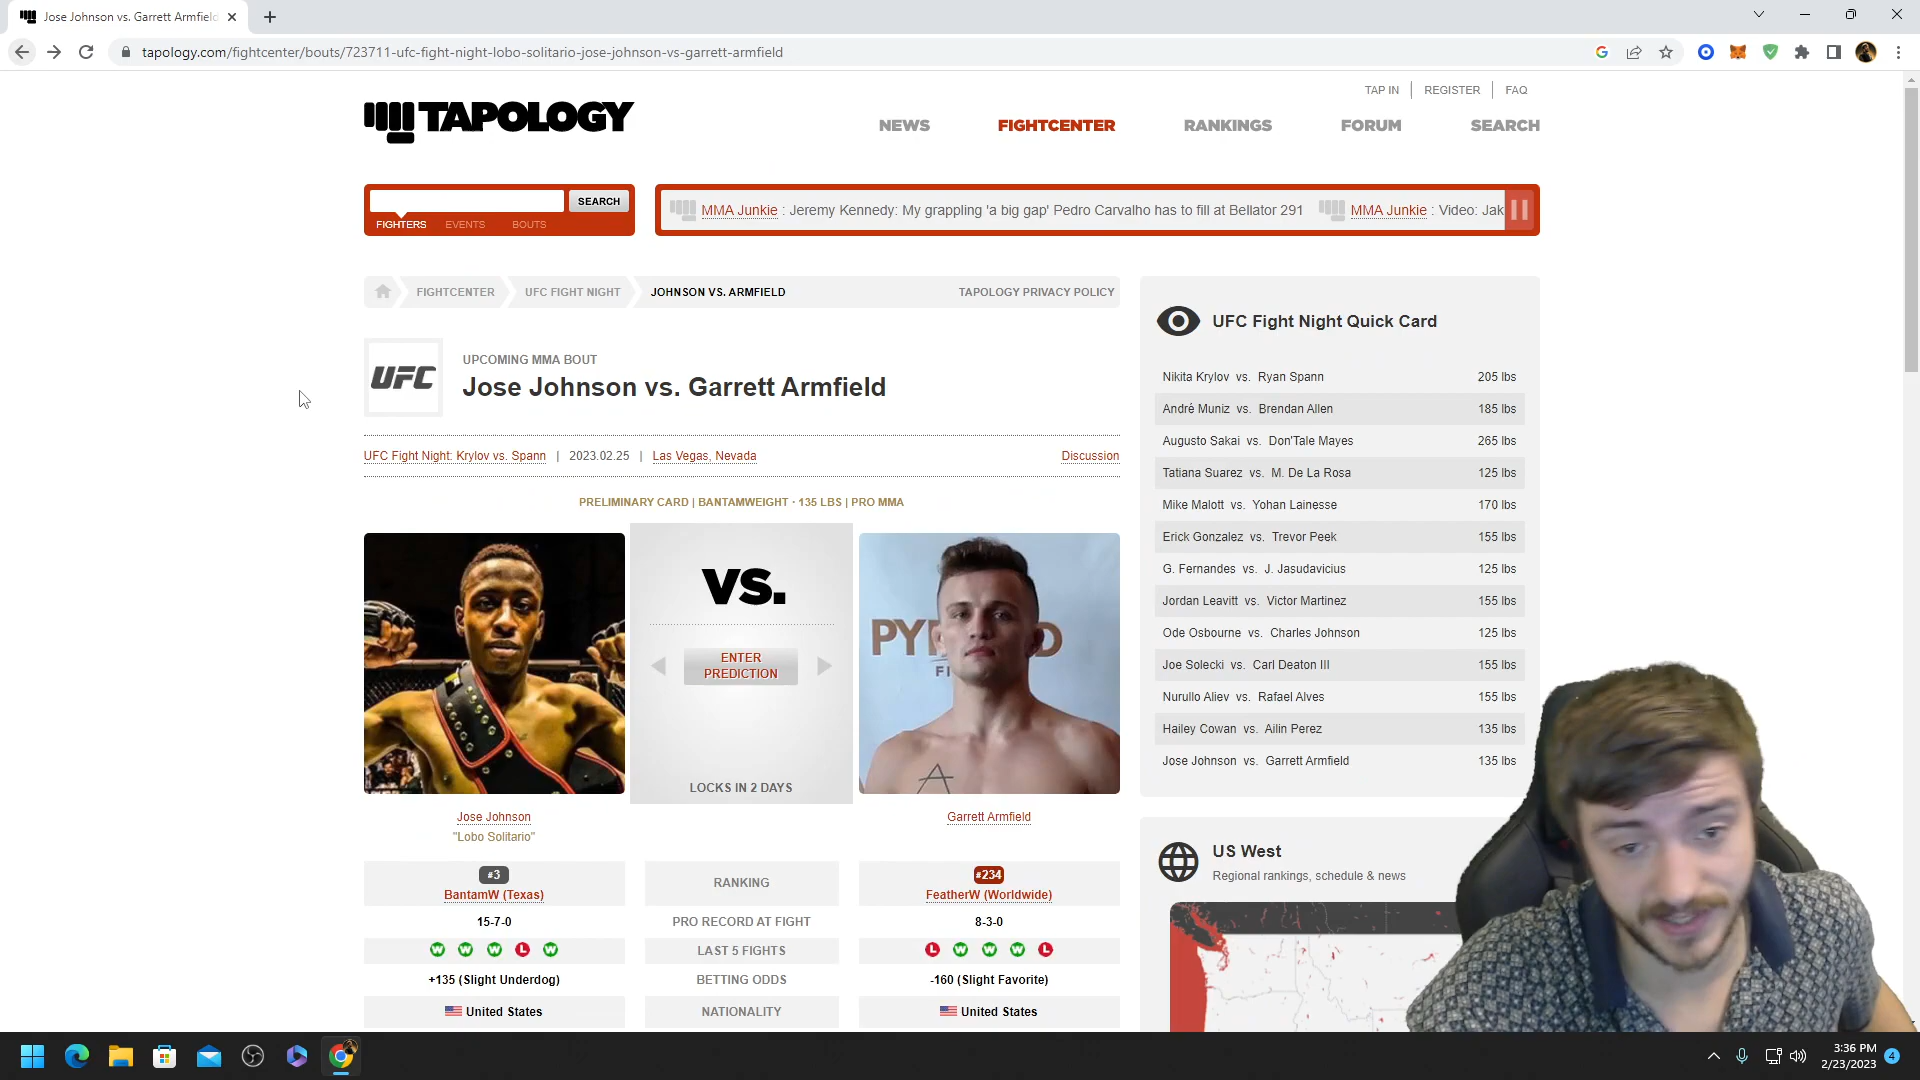 Jose Johnson vs. Garrett Armfield
tapology.com/fightcenter/bouts/723711-ufc-fight-night-lobo-solitario-jose-johnson-vs-garrett-armfield
TAP IN
REGISTER
FAQ
TAPOLOGY
NEWS
FIGHTCENTER
RANKINGS
FORUM
SEARCH
SEARCH
FIGHTERS
EVENTS
BOUTS
MMA Junkie : Jeremy Kennedy: My grappling 'a big gap' Pedro Carvalho has to fill at Bellator 291
MMA Junkie : Video: Jak
FIGHTCENTER
UFC FIGHT NIGHT
JOHNSON VS. ARMFIELD
TAPOLOGY PRIVACY POLICY
UFC
UPCOMING MMA BOUT
Jose Johnson vs. Garrett Armfield
UFC Fight Night: Krylov vs. Spann | 2023.02.25 | Las Vegas, Nevada
Discussion
PRELIMINARY CARD | BANTAMWEIGHT · 135 LBS | PRO MMA
VS.
ENTER
PREDICTION
LOCKS IN 2 DAYS
Jose Johnson
"Lobo Solitario"
Garrett Armfield
#3
BantamW (Texas)
RANKING
#234
FeatherW (Worldwide)
15-7-0
PRO RECORD AT FIGHT
8-3-0
W W W L W
LAST 5 FIGHTS
L W W W L
+135 (Slight Underdog)
BETTING ODDS
-160 (Slight Favorite)
United States
NATIONALITY
United States
UFC Fight Night Quick Card
Nikita Krylov vs. Ryan Spann 205 lbs
André Muniz vs. Brendan Allen 185 lbs
Augusto Sakai vs. Don'Tale Mayes 265 lbs
Tatiana Suarez vs. M. De La Rosa 125 lbs
Mike Malott vs. Yohan Lainesse 170 lbs
Erick Gonzalez vs. Trevor Peek 155 lbs
G. Fernandes vs. J. Jasudavicius 125 lbs
Jordan Leavitt vs. Victor Martinez 155 lbs
Ode Osbourne vs. Charles Johnson 125 lbs
Joe Solecki vs. Carl Deaton III 155 lbs
Nurullo Aliev vs. Rafael Alves 155 lbs
Hailey Cowan vs. Ailin Perez 135 lbs
Jose Johnson vs. Garrett Armfield 135 lbs
US West
Regional rankings, schedule & news
3:36 PM
2/23/2023
4